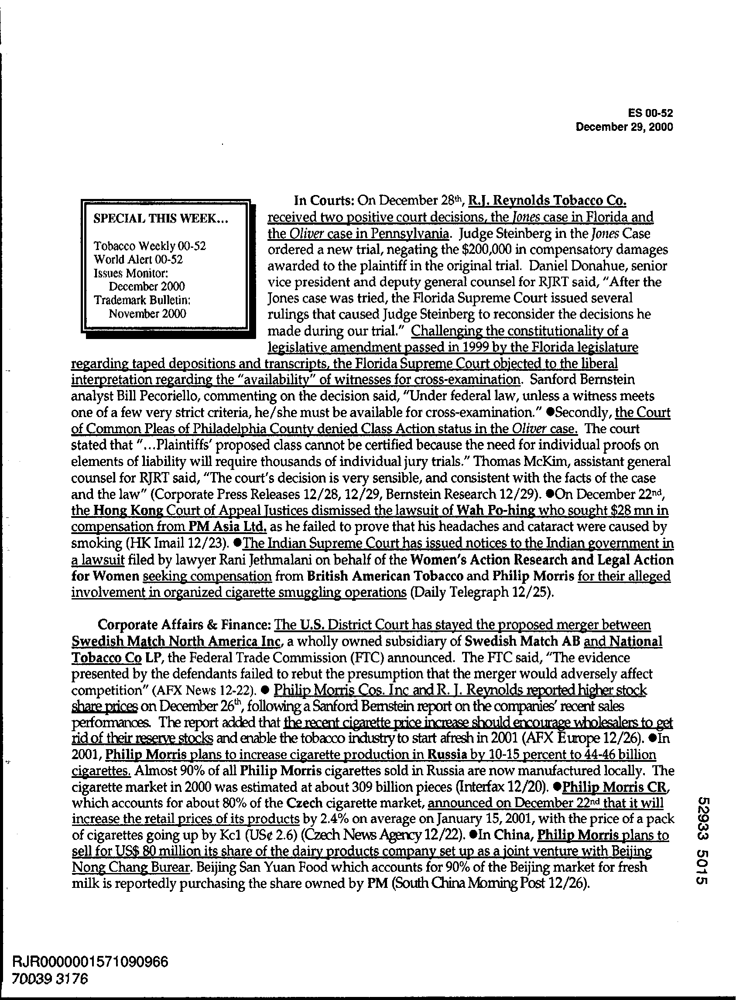 ES 00-52
December 29, 2000
SPECIAL THIS WEEK...
Tobacco Weekly 00-52
World Alert 00-52
Issues Monitor:
December 2000
Trademark Bulletin:
November 2000
In Courts: On December 28th, R.J. Reynolds Tobacco Co.
received two positive court decisions, the Jones case in Florida and
the Oliver case in Pennsylvania. Judge Steinberg in the Jones Case
ordered a new trial, negating the $200,000 in compensatory damages
awarded to the plaintiff in the original trial. Daniel Donahue, senior
vice president and deputy general counsel for RJRT said, "After the
Jones case was tried, the Florida Supreme Court issued several
rulings that caused Judge Steinberg to reconsider the decisions he
made during our trial." Challenging the constitutionality of a
legislative amendment passed in 1999 by the Florida legislature
regarding taped depositions and transcripts, the Florida Supreme Court objected to the liberal
interpretation regarding the "availability" of witnesses for cross-examination. Sanford Bernstein
analyst Bill Pecoriello, commenting on the decision said, "Under federal law, unless a witness meets
one of a few very strict criteria, he/she must be available for cross-examination." ●Secondly, the Court
of Common Pleas of Philadelphia County denied Class Action status in the Oliver case. The court
stated that "…Plaintiffs' proposed class cannot be certified because the need for individual proofs on
elements of liability will require thousands of individual jury trials." Thomas McKim, assistant general
counsel for RJRT said, "The court's decision is very sensible, and consistent with the facts of the case
and the law" (Corporate Press Releases 12/28, 12/29, Bernstein Research 12/29). ●On December 22nd,
the Hong Kong Court of Appeal Justices dismissed the lawsuit of Wah Po-hing who sought $28 mn in
compensation from PM Asia Ltd. as he failed to prove that his headaches and cataract were caused by
smoking (HK Imail 12/23). ●The Indian Supreme Court has issued notices to the Indian government in
a lawsuit filed by lawyer Rani Jethmalani on behalf of the Women's Action Research and Legal Action
for Women seeking compensation from British American Tobacco and Philip Morris for their alleged
involvement in organized cigarette smuggling operations (Daily Telegraph 12/25).
Corporate Affairs & Finance: The U.S. District Court has stayed the proposed merger between
Swedish Match North America Inc, a wholly owned subsidiary of Swedish Match AB and National
Tobacco Co LP, the Federal Trade Commission (FTC) announced. The FTC said, "The evidence
presented by the defendants failed to rebut the presumption that the merger would adversely affect
competition" (AFX News 12-22). ● Philip Morris Cos. Inc and R. J. Reynolds reported higher stock
share prices on December 26th, following a Sanford Bernstein report on the companies' recent sales
performances. The report added that the recent cigarette price increase should encourage wholesalers to get
rid of their reserve stocks and enable the tobacco industry to start afresh in 2001 (AFX Europe 12/26). ●In
2001, Philip Morris plans to increase cigarette production in Russia by 10-15 percent to 44-46 billion
cigarettes. Almost 90% of all Philip Morris cigarettes sold in Russia are now manufactured locally. The
cigarette market in 2000 was estimated at about 309 billion pieces (Interfax 12/20). ●Philip Morris CR,
which accounts for about 80% of the Czech cigarette market, announced on December 22nd that it will
increase the retail prices of its products by 2.4% on average on January 15, 2001, with the price of a pack
of cigarettes going up by Kc1 (US¢ 2.6) (Czech News Agency 12/22). ●In China, Philip Morris plans to
sell for US$ 80 million its share of the dairy products company set up as a joint venture with Beijing
Nong Chang Burear. Beijing San Yuan Food which accounts for 90% of the Beijing market for fresh
milk is reportedly purchasing the share owned by PM (South China Morning Post 12/26).
52933 5015
RJR0000001571090966
70039 3176